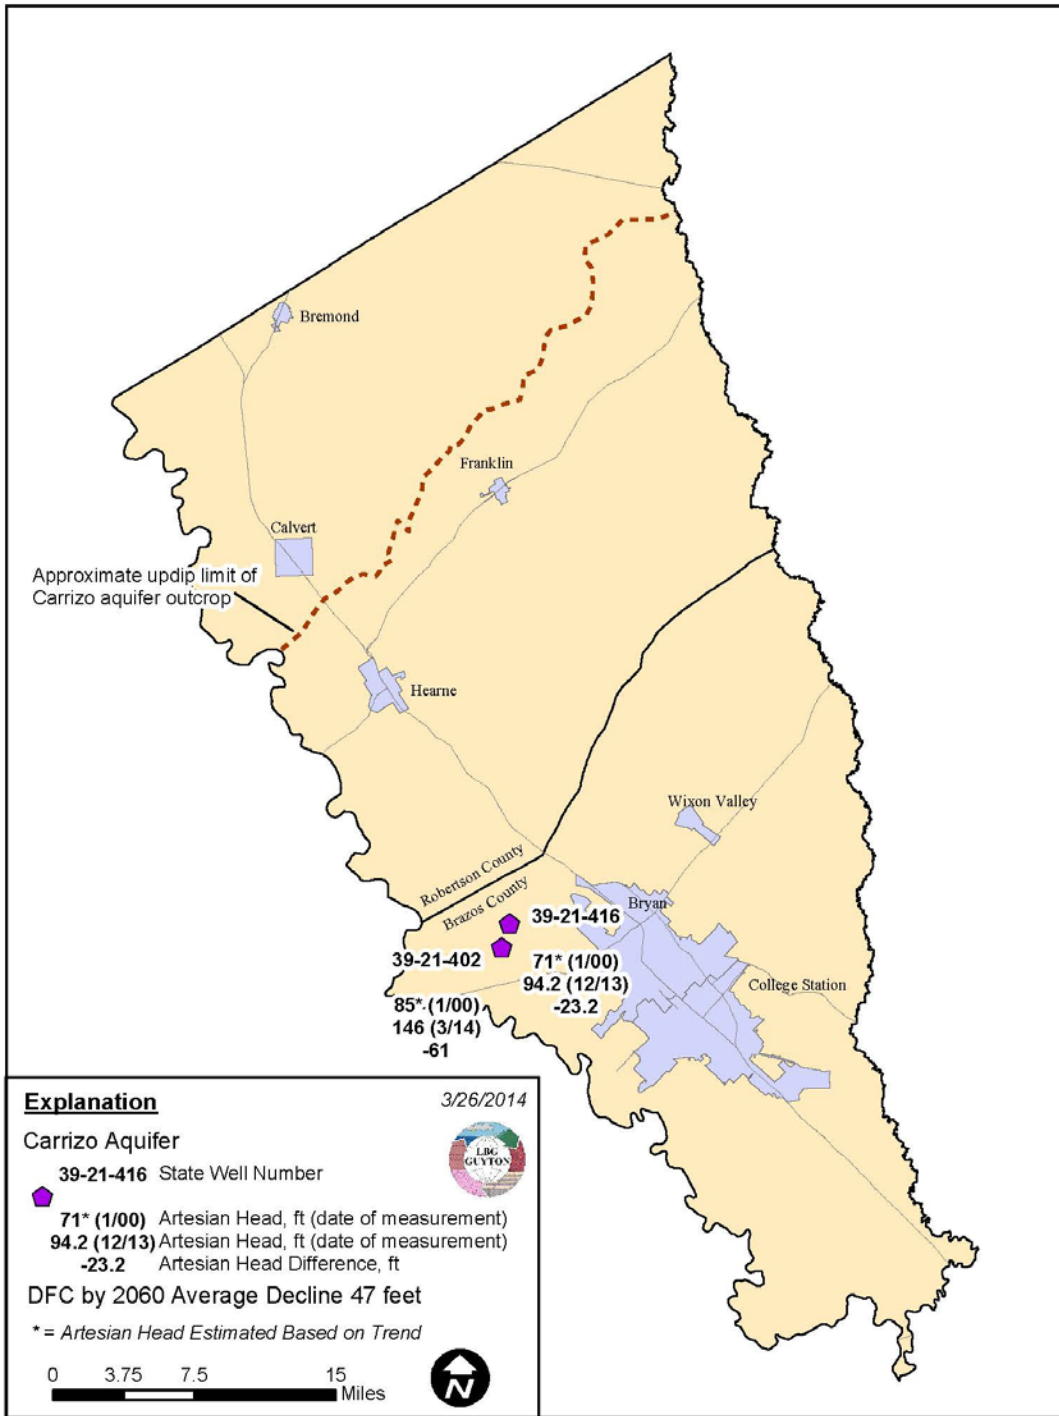 Bremond
Franklin
Calvert
Approximate updip limit of
Carrizo aquifer outcrop
Hearne
Wixon Valley
Robertson County
Brazos County
Bryan
39-21-416
39-21-402
71* (1/00)
94.2 (12/13)
-23.2
College Station
85* (1/00)
146 (3/14)
-61
Explanation
3/26/2014
Carrizo Aquifer
LBG
GUYTON
39-21-416 State Well Number
71* (1/00) Artesian Head, ft (date of measurement)
94.2 (12/13) Artesian Head, ft (date of measurement)
-23.2 Artesian Head Difference, ft
DFC by 2060 Average Decline 47 feet
* = Artesian Head Estimated Based on Trend
0 3.75 7.5 15
Miles
N